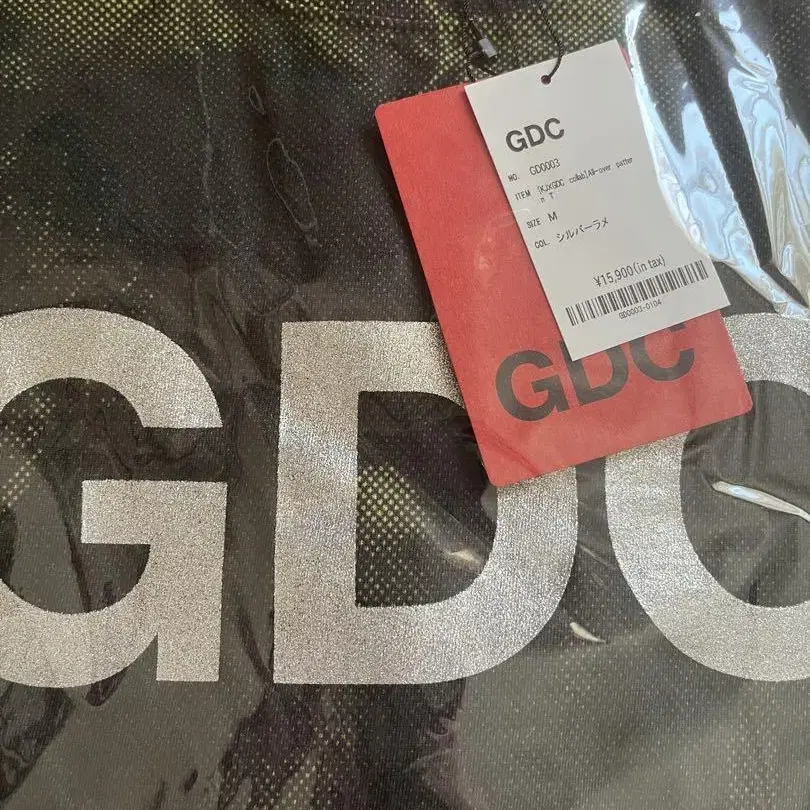 GDC
NO. GD0003
ITEM [KJXGDC collab]All-over patter
n T
SIZE M
COL. シルバーラメ
¥15,900(in tax)
GD0003-0104
GDC
GDC